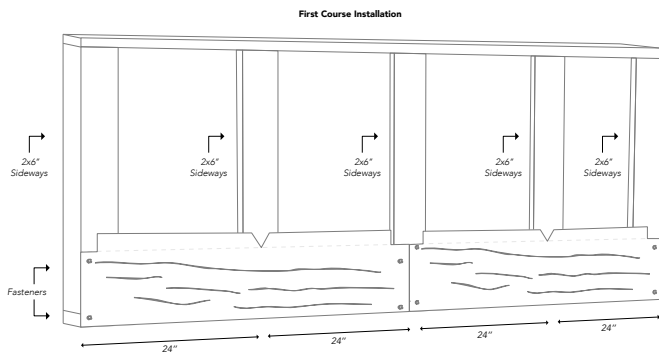 First Course Installation
2x6"
Sideways
2x6"
Sideways
2x6"
Sideways
2x6"
Sideways
2x6"
Sideways
Fasteners
24"
24"
24"
24"